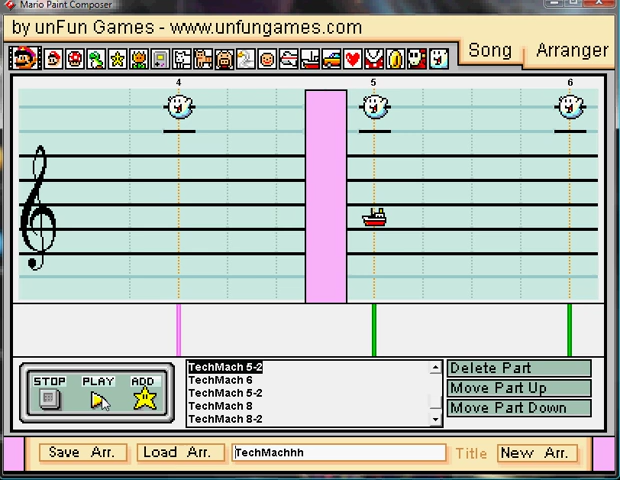 Mario Paint Composer
by unFun Games - www.unfungames.com
Song
Arranger
4 5 6
STOP PLAY ADD
TechMach 5-2
TechMach 6
TechMach 5-2
TechMach 8
TechMach 8-2
Delete Part
Move Part Up
Move Part Down
Save Arr.
Load Arr.
TechMachhh
Title
New Arr.